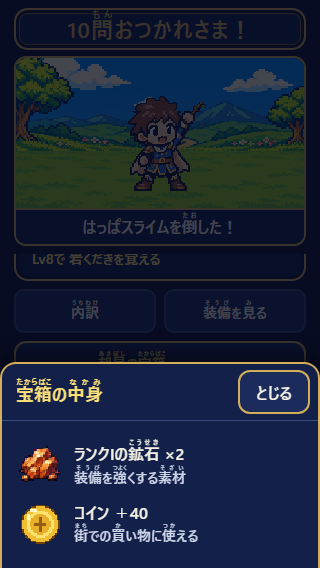 10問おつかれさま！
はっぱスライムを倒した！
Lv8で 岩くだきを覚える
内訳
装備を見る
宝箱の中身
とじる
ランクIの鉱石 ×2
装備を強くする素材
コイン ＋40
街での買い物に使える